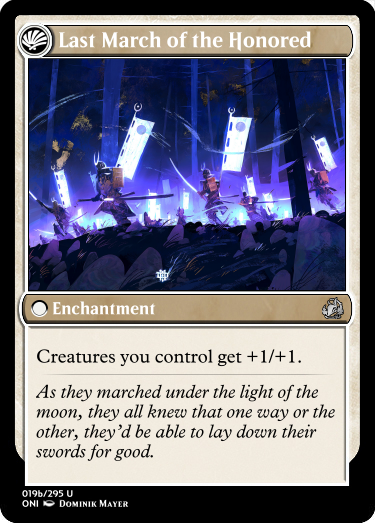 Last March of the Honored
Enchantment
Creatures you control get +1/+1.
As they marched under the light of the
moon, they all knew that one way or the
other, they’d be able to lay down their
swords for good.
019b/295 U
ONI Dominik Mayer